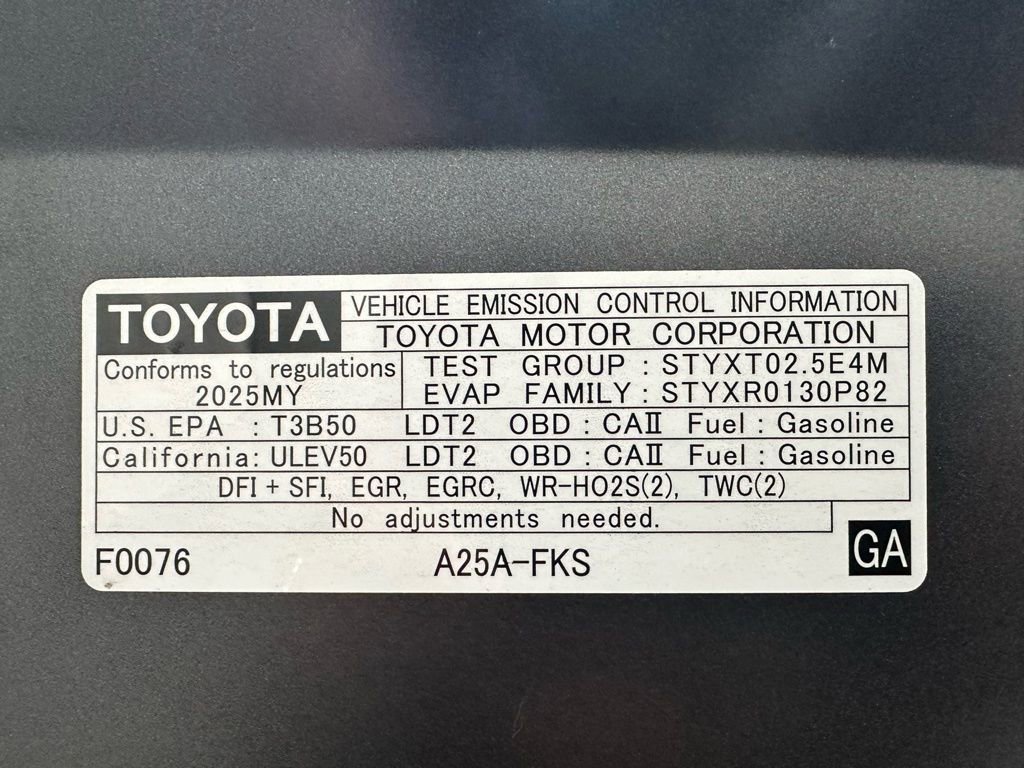 TOYOTA
VEHICLE EMISSION CONTROL INFORMATION
TOYOTA MOTOR CORPORATION
Conforms to regulations
2025MY
TEST GROUP : STYXT02.5E4M
EVAP FAMILY : STYXR0130P82
U.S. EPA : T3B50 LDT2 OBD : CAⅡ Fuel : Gasoline
California: ULEV50 LDT2 OBD : CAⅡ Fuel : Gasoline
DFI + SFI, EGR, EGRC, WR-HO2S(2), TWC(2)
No adjustments needed.
F0076 A25A-FKS GA